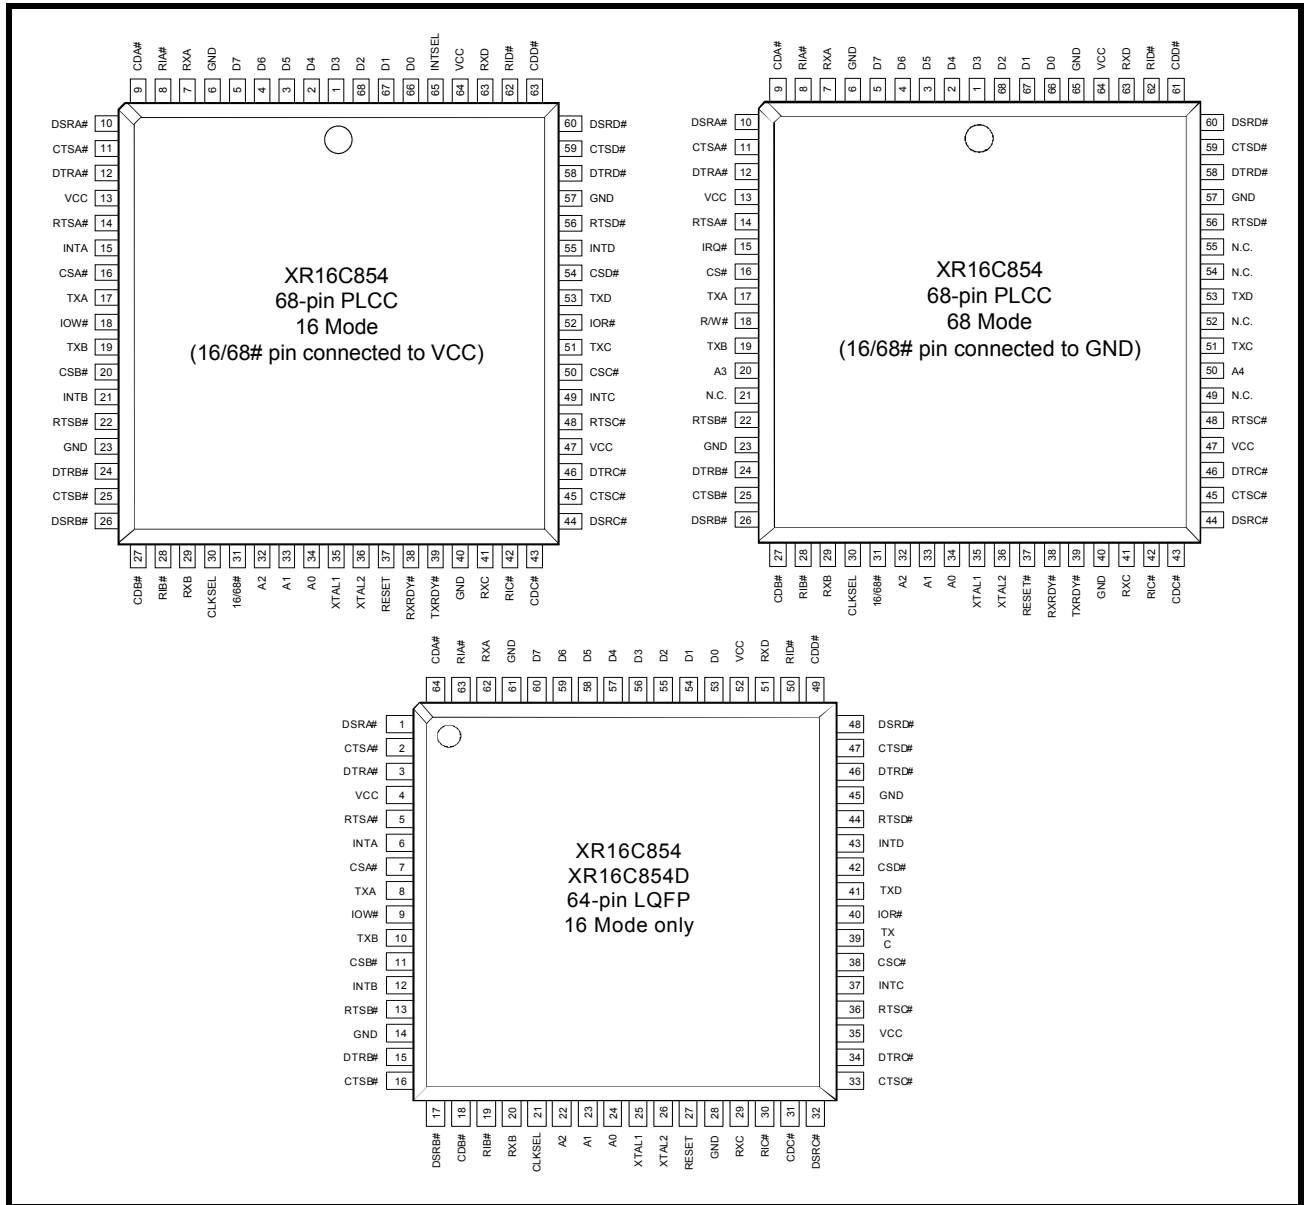 CDA# RIA# RXA GND D7 D6 D5 D4 D3 D2 D1 D0 INTSEL VCC RXD RID# CDD#
9 8 7 6 5 4 3 2 1 68 67 66 65 64 63 62 63
DSRA# 10 60 DSRD#
CTSA# 11 59 CTSD#
DTRA# 12 58 DTRD#
VCC 13 57 GND
RTSA# 14 56 RTSD#
INTA 15 55 INTD
CSA# 16 54 CSD#
TXA 17 53 TXD
IOW# 18 52 IOR#
TXB 19 51 TXC
CSB# 20 50 CSC#
INTB 21 49 INTC
RTSB# 22 48 RTSC#
GND 23 47 VCC
DTRB# 24 46 DTRC#
CTSB# 25 45 CTSC#
DSRB# 26 44 DSRC#
XR16C854
68-pin PLCC
16 Mode
(16/68# pin connected to VCC)
27 28 29 30 31 32 33 34 35 36 37 38 39 40 41 42 43
CDB# RIB# RXB CLKSEL 16/68# A2 A1 A0 XTAL1 XTAL2 RESET RXRDY# TXRDY# GND RXC RIC# CDC#
CDA# RIA# RXA GND D7 D6 D5 D4 D3 D2 D1 D0 GND VCC RXD RID# CDD#
9 8 7 6 5 4 3 2 1 68 67 66 65 64 63 62 61
DSRA# 10 60 DSRD#
CTSA# 11 59 CTSD#
DTRA# 12 58 DTRD#
VCC 13 57 GND
RTSA# 14 56 RTSD#
IRQ# 15 55 N.C.
CS# 16 54 N.C.
TXA 17 53 TXD
R/W# 18 52 N.C.
TXB 19 51 TXC
A3 20 50 A4
N.C. 21 49 N.C.
RTSB# 22 48 RTSC#
GND 23 47 VCC
DTRB# 24 46 DTRC#
CTSB# 25 45 CTSC#
DSRB# 26 44 DSRC#
XR16C854
68-pin PLCC
68 Mode
(16/68# pin connected to GND)
27 28 29 30 31 32 33 34 35 36 37 38 39 40 41 42 43
CDB# RIB# RXB CLKSEL 16/68# A2 A1 A0 XTAL1 XTAL2 RESET# RXRDY# TXRDY# GND RXC RIC# CDC#
CDA# RIA# RXA GND D7 D6 D5 D4 D3 D2 D1 D0 VCC RXD RID# CDD#
64 63 62 61 60 59 58 57 56 55 54 53 52 51 50 49
DSRA# 1 48 DSRD#
CTSA# 2 47 CTSD#
DTRA# 3 46 DTRD#
VCC 4 45 GND
RTSA# 5 44 RTSD#
INTA 6 43 INTD
CSA# 7 42 CSD#
TXA 8 41 TXD
IOW# 9 40 IOR#
TXB 10 39 TX
C
CSB# 11 38 CSC#
INTB 12 37 INTC
RTSB# 13 36 RTSC#
GND 14 35 VCC
DTRB# 15 34 DTRC#
CTSB# 16 33 CTSC#
XR16C854
XR16C854D
64-pin LQFP
16 Mode only
17 18 19 20 21 22 23 24 25 26 27 28 29 30 31 32
DSRB# CDB# RIB# RXB CLKSEL A2 A1 A0 XTAL1 XTAL2 RESET GND RXC RIC# CDC# DSRC#